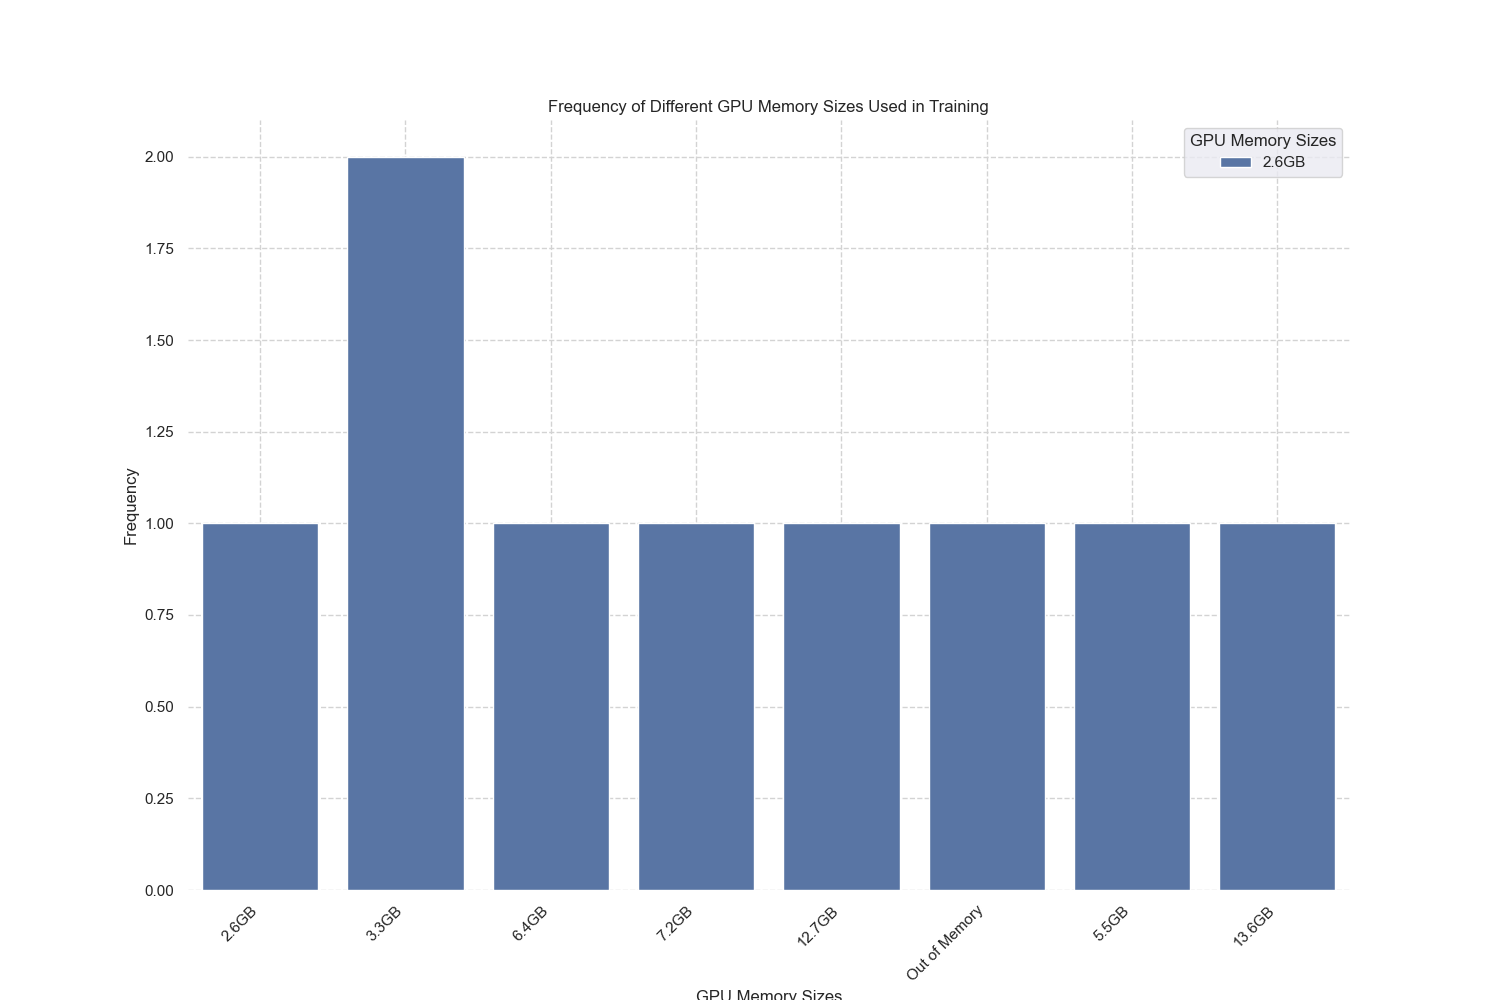 Frequency of Different GPU Memory Sizes Used in Training
GPU Memory Sizes
2.6GB
2.00
1.75
1.50
1.25
1.00
0.75
0.50
0.25
0.00
Frequency
2.6GB
3.3GB
6.4GB
7.2GB
12.7GB
Out of Memory
5.5GB
13.6GB
GPU Memory Sizes